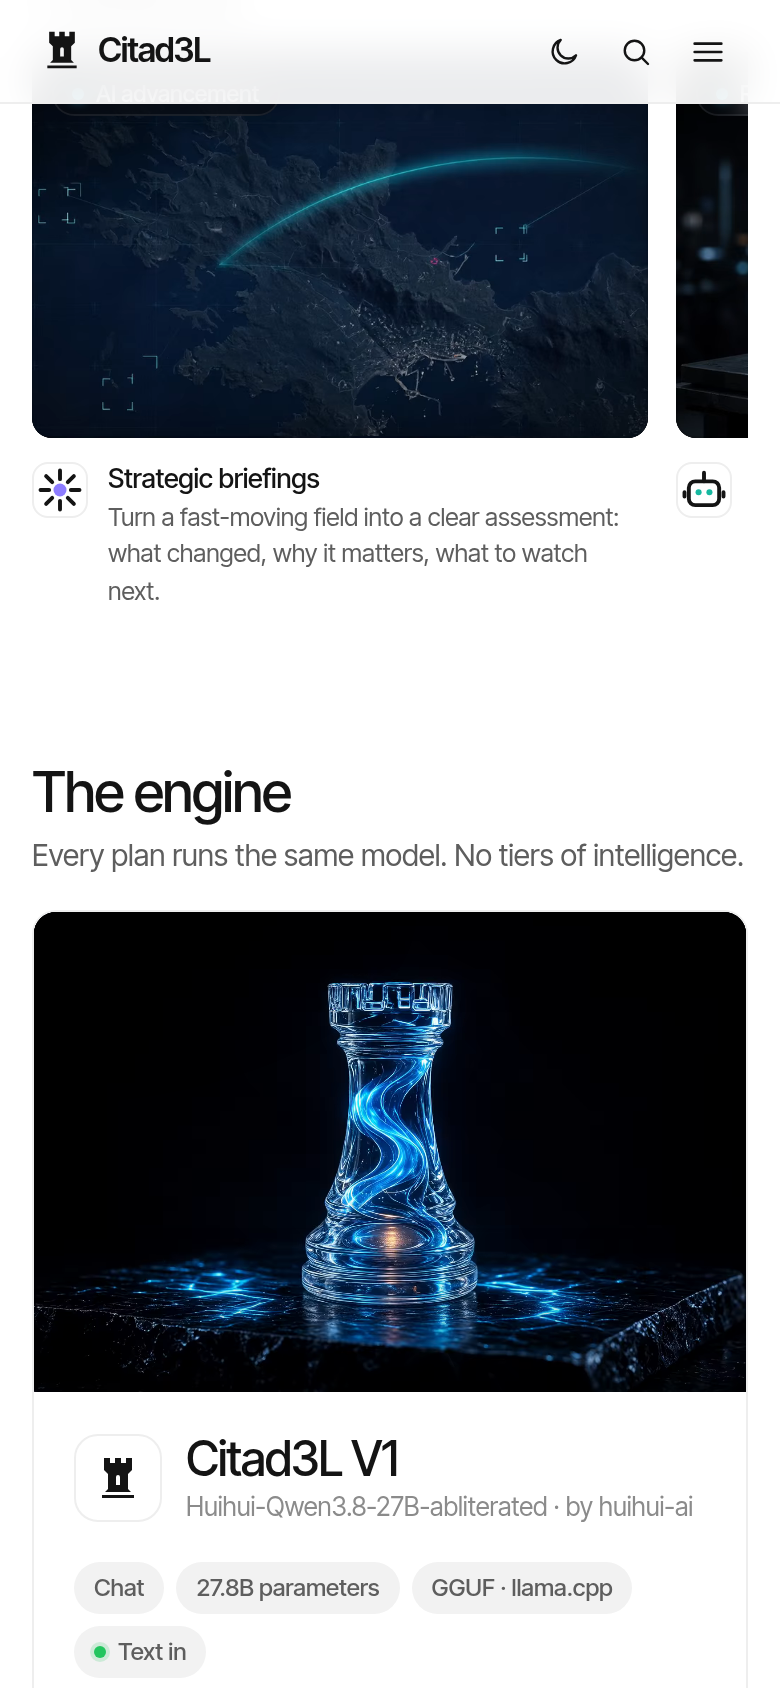 Citad3L
AI advancement
Strategic briefings
Turn a fast-moving field into a clear assessment:
what changed, why it matters, what to watch
next.
The engine
Every plan runs the same model. No tiers of intelligence.
Citad3L V1
Huihui-Qwen3.8-27B-abliterated · by huihui-ai
Chat
27.8B parameters
GGUF · llama.cpp
Text in